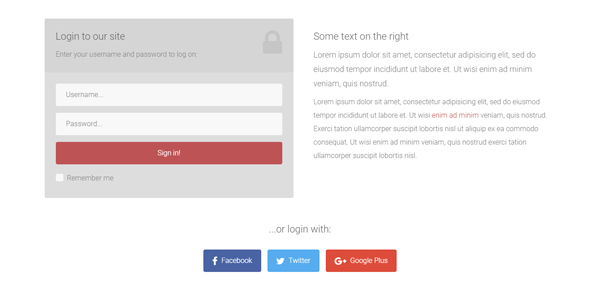 Login to our site
Enter your username and password to log on:
Username...
Password...
Sign in!
Remember me
Some text on the right
Lorem ipsum dolor sit amet, consectetur adipisicing elit, sed do
eiusmod tempor incididunt ut labore et. Ut wisi enim ad minim
veniam, quis nostrud.
Lorem ipsum dolor sit amet, consectetur adipisicing elit, sed do eiusmod
tempor incididunt ut labore et. Ut wisi enim ad minim veniam, quis nostrud.
Exerci tation ullamcorper suscipit lobortis nisl ut aliquip ex ea commodo
consequat. Ut wisi enim ad minim veniam, quis nostrud exerci tation
ullamcorper suscipit lobortis nisl.
...or login with:
Facebook
Twitter
G+ Google Plus